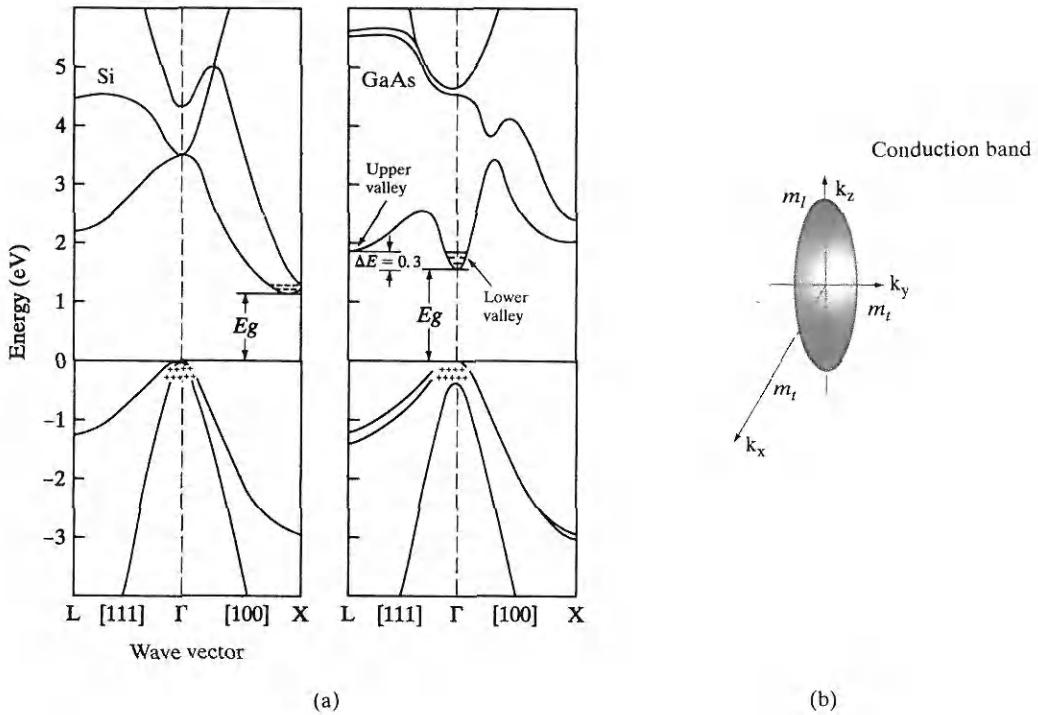 Si
GaAs
Upper
valley
ΔE = 0.3
Lower
valley
Eg
Eg
Energy (eV)
5
4
3
2
1
0
−1
−2
−3
L [111] Γ [100] X
L [111] Γ [100] X
Wave vector
(a)
Conduction band
m_l
k_z
k_y
m_t
m_t
k_x
(b)